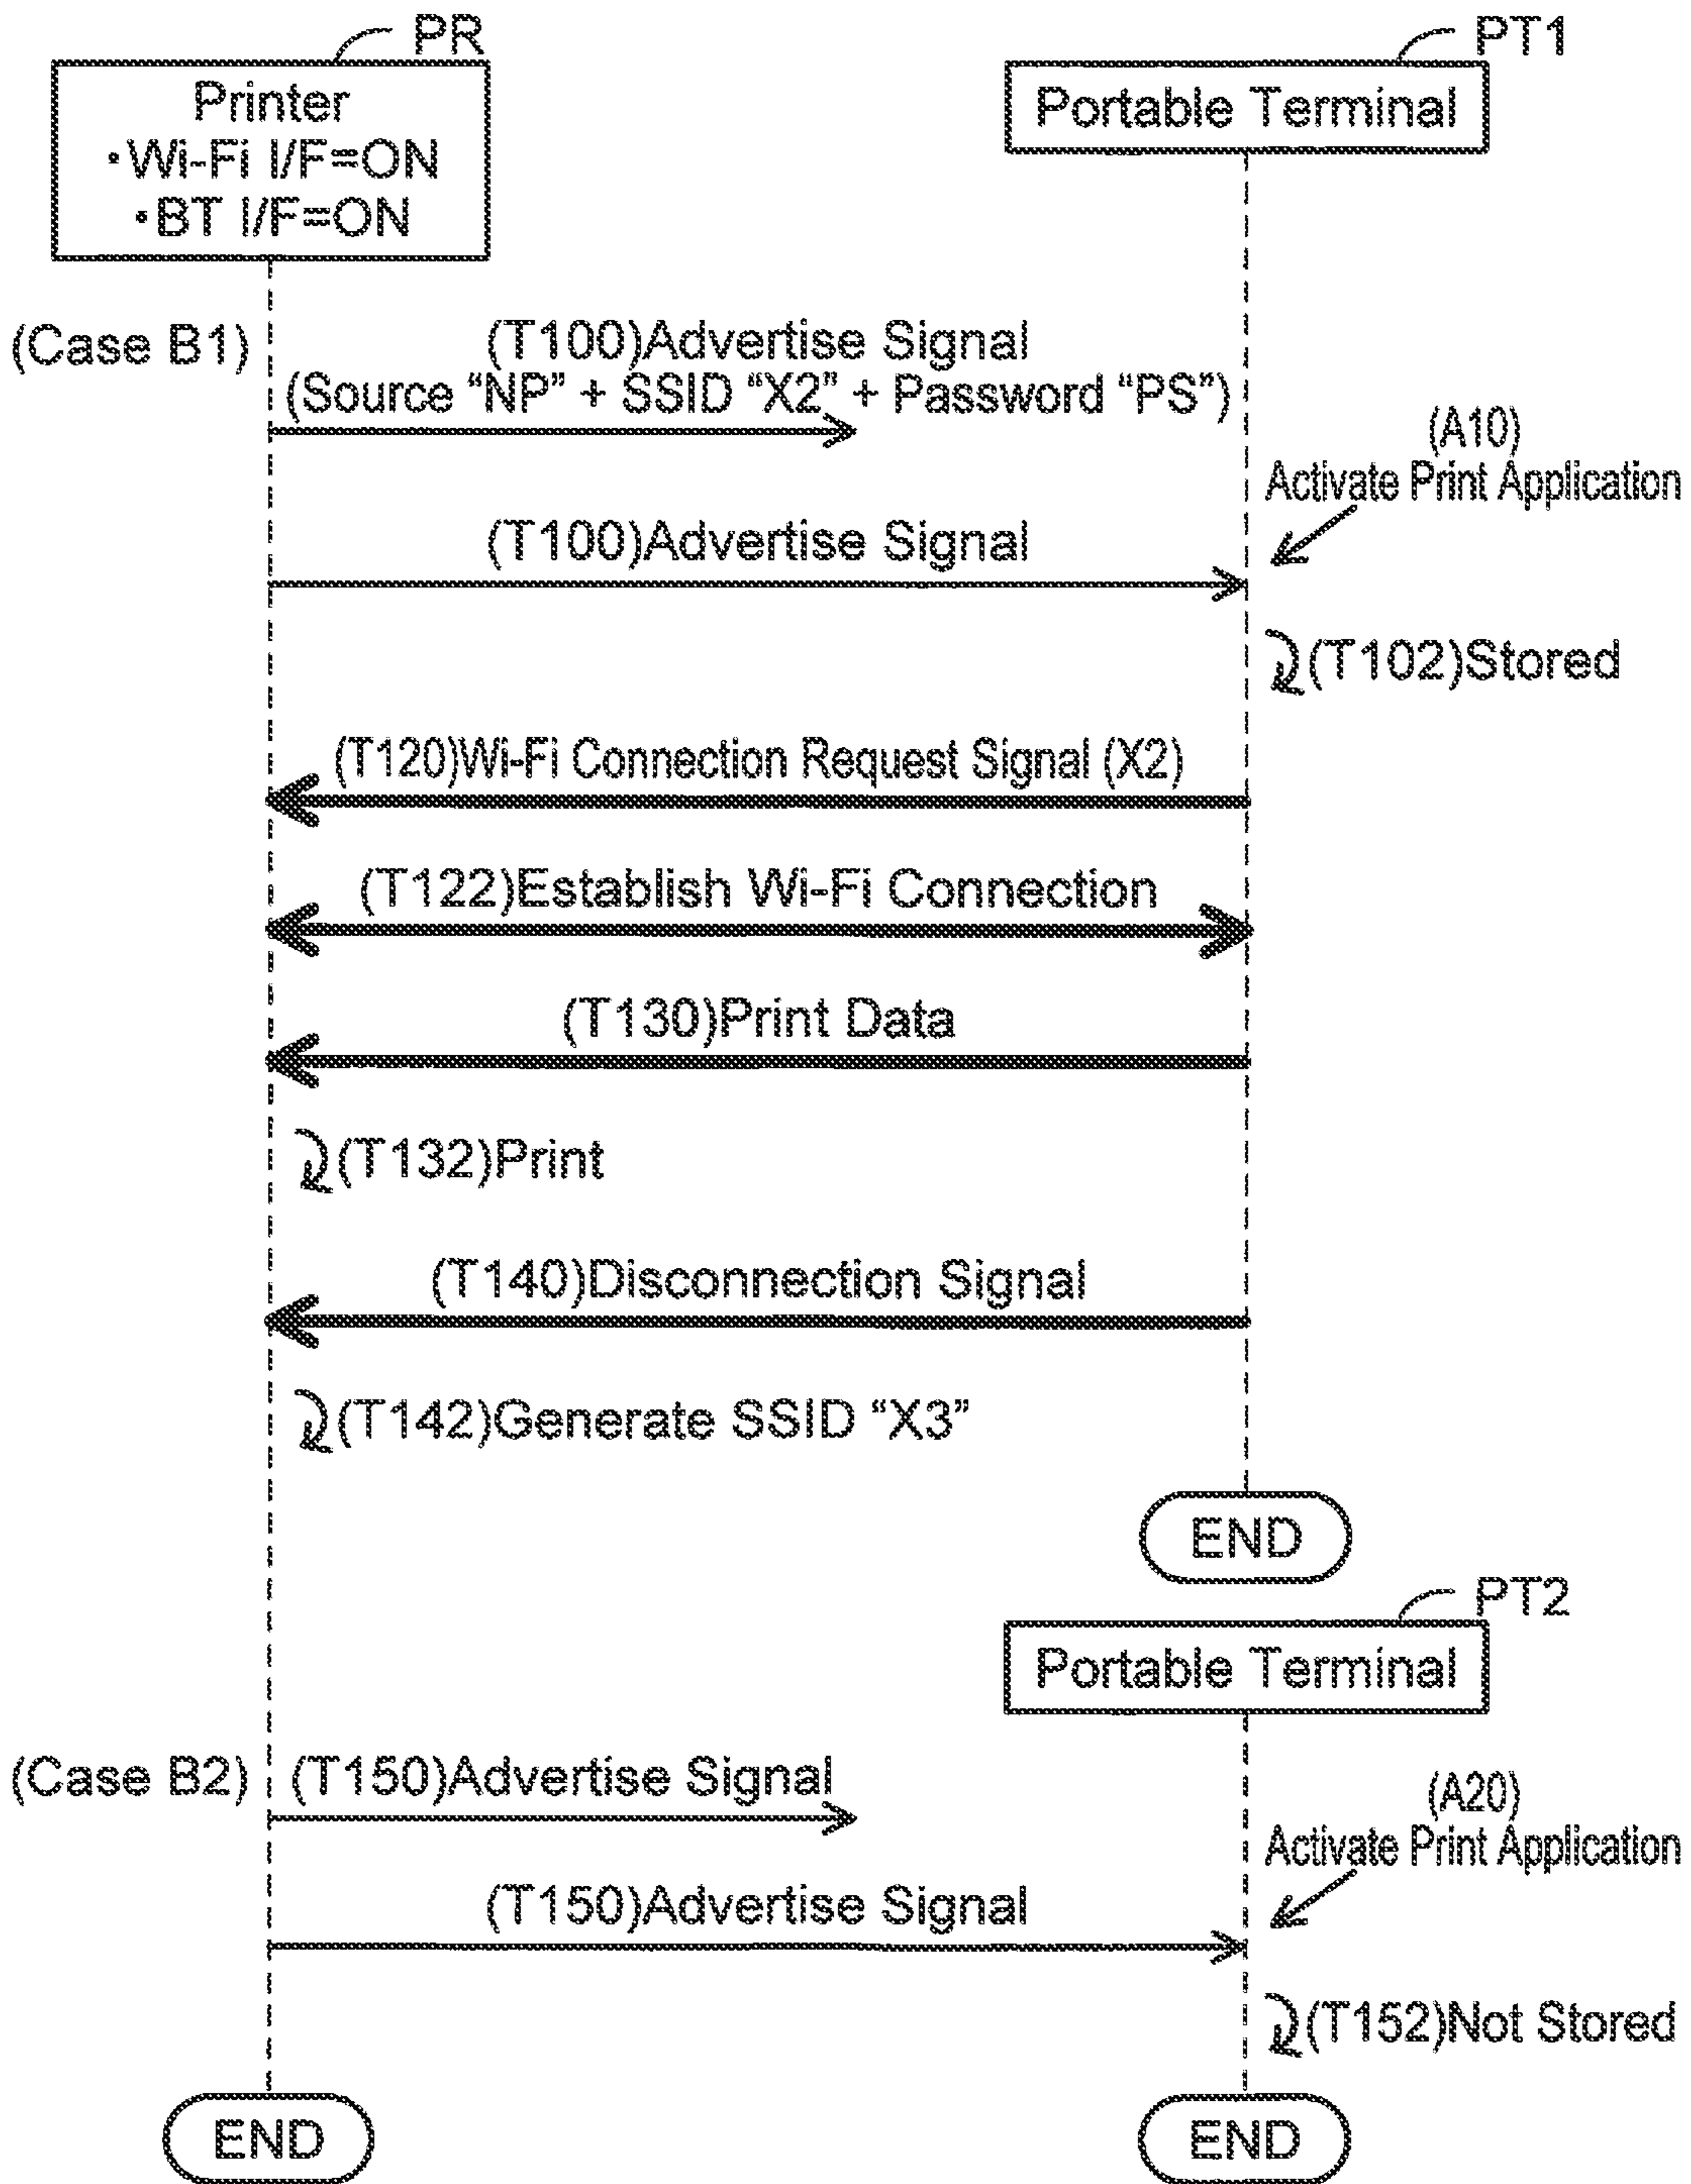 PR
PT1
Printer
・Wi-Fi I/F=ON
・BT I/F=ON
Portable Terminal
(Case B1)
(T100)Advertise Signal
(Source “NP” + SSID “X2” + Password “PS”)
(A10)
Activate Print Application
(T100)Advertise Signal
(T102)Stored
(T120)Wi-Fi Connection Request Signal (X2)
(T122)Establish Wi-Fi Connection
(T130)Print Data
(T132)Print
(T140)Disconnection Signal
(T142)Generate SSID “X3”
END
PT2
Portable Terminal
(Case B2)
(T150)Advertise Signal
(A20)
Activate Print Application
(T150)Advertise Signal
(T152)Not Stored
END
END